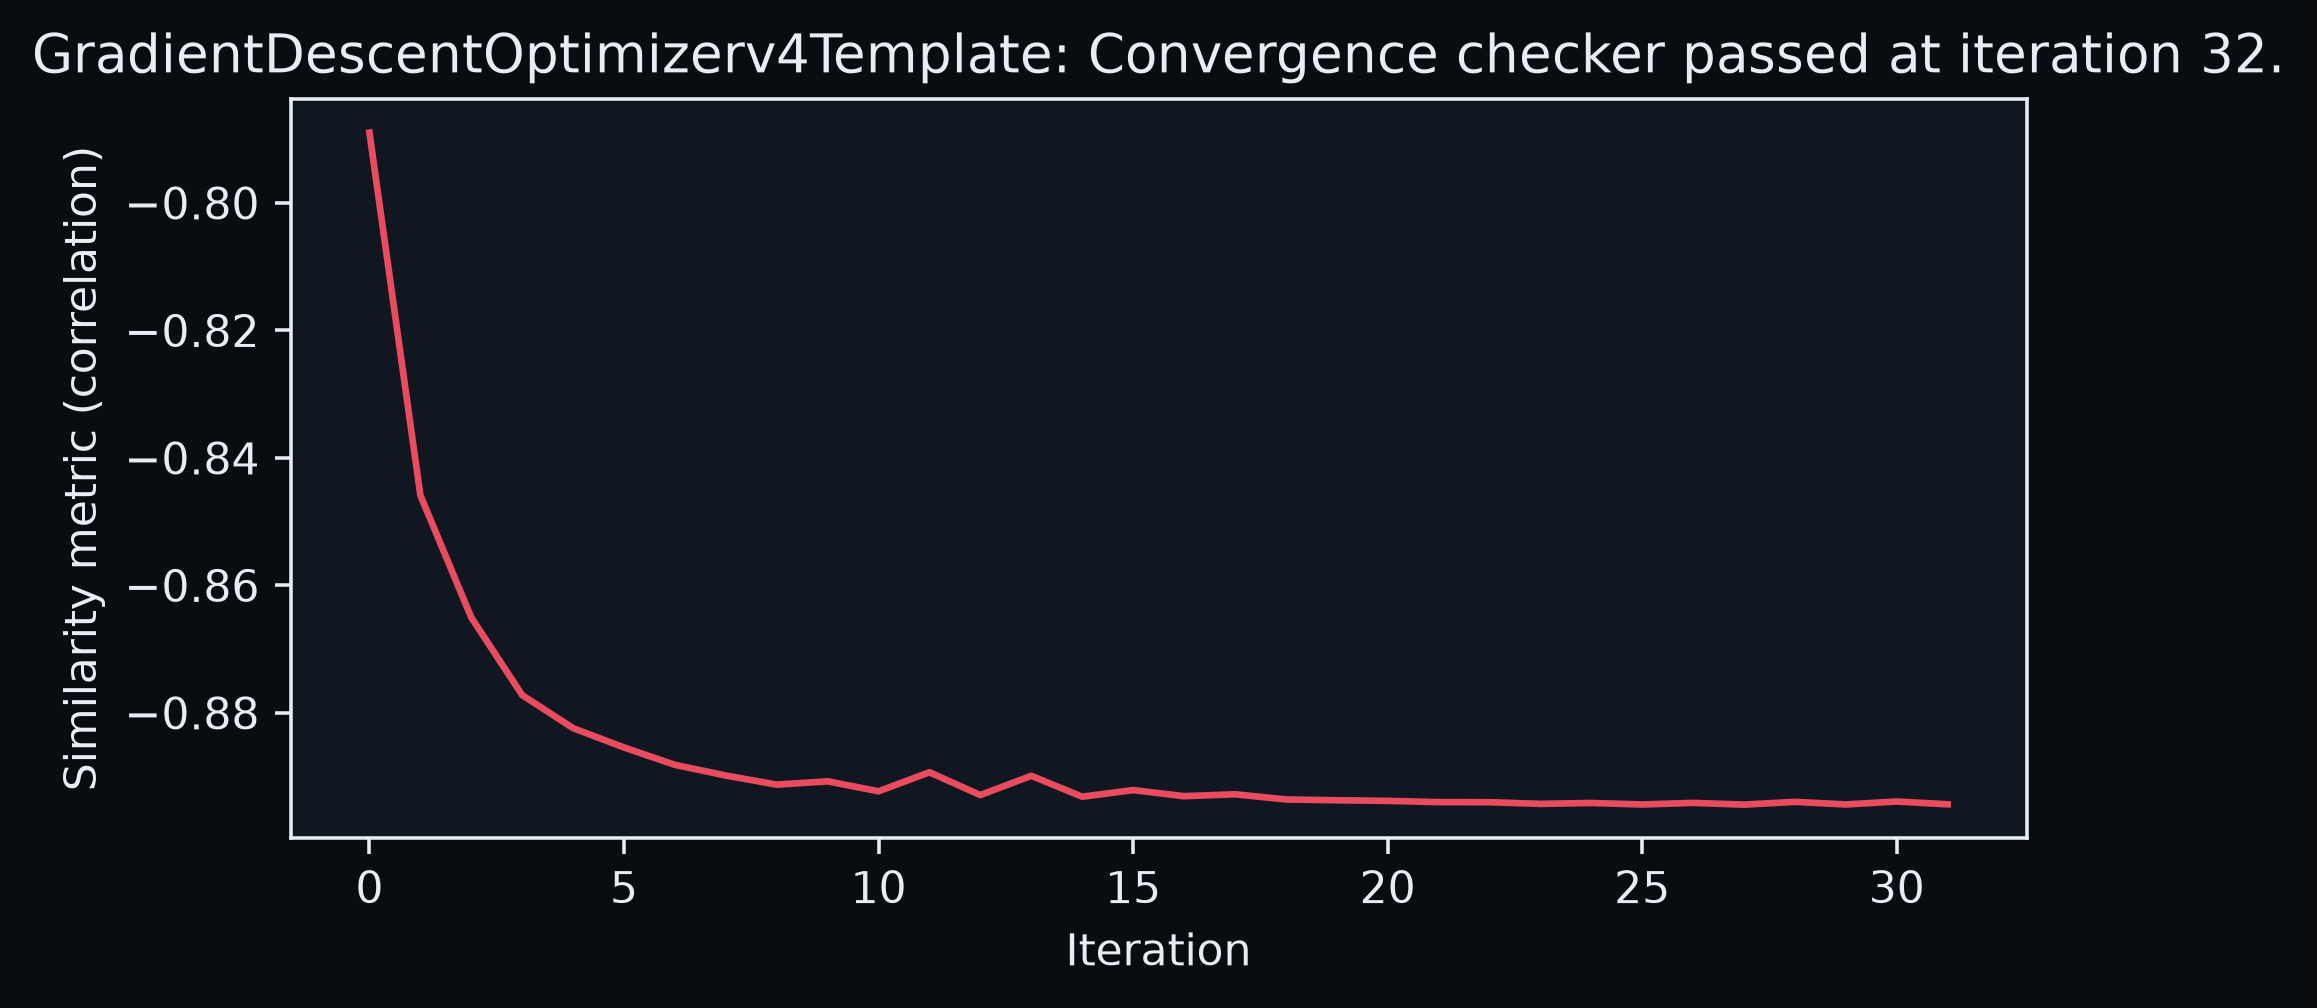 GradientDescentOptimizerv4Template: Convergence checker passed at iteration 32.
Similarity metric (correlation)
−0.80
−0.82
−0.84
−0.86
−0.88
0 5 10 15 20 25 30
Iteration